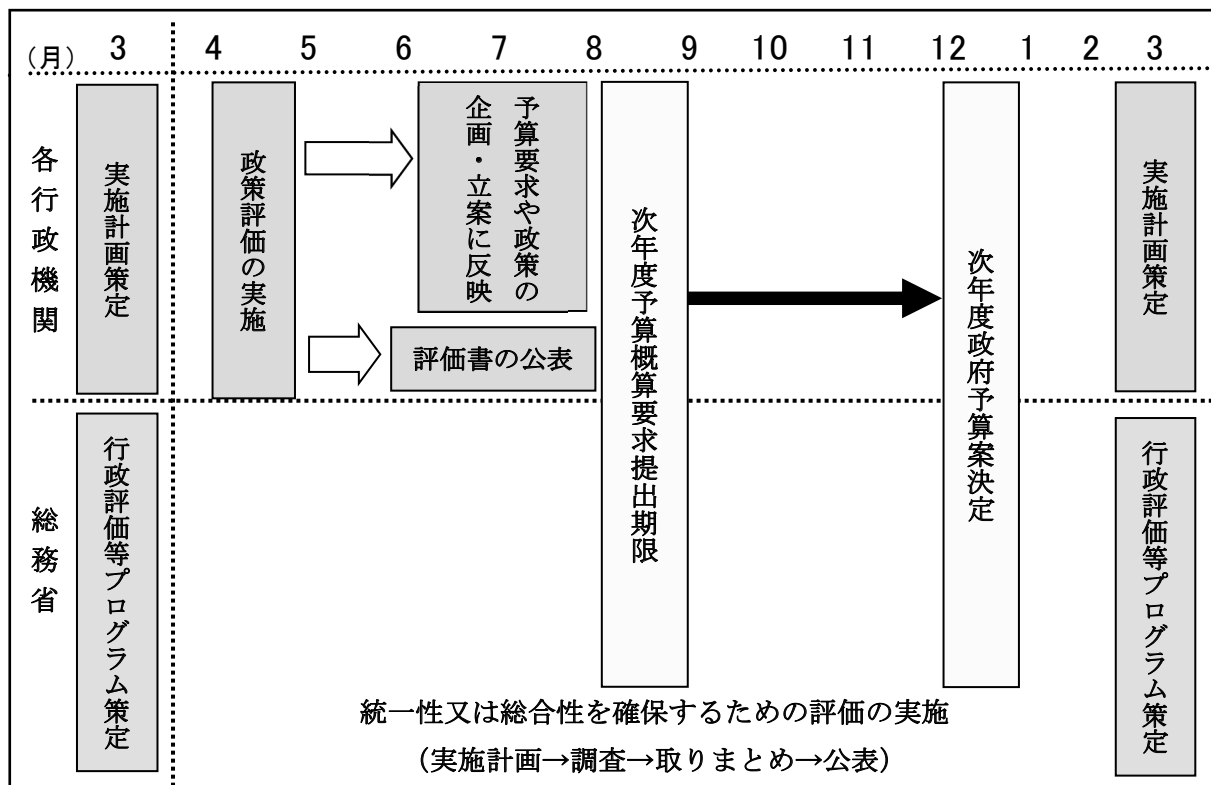 （月） 3 4 5 6 7 8 9 10 11 12 1 2 3
各行政機関
実施計画策定
政策評価の実施
予算要求や政策の
企画・立案に反映
評価書の公表
次年度予算概算要求提出期限
次年度政府予算案決定
実施計画策定
総務省
行政評価等プログラム策定
統一性又は総合性を確保するための評価の実施
（実施計画→調査→取りまとめ→公表）
行政評価等プログラム策定